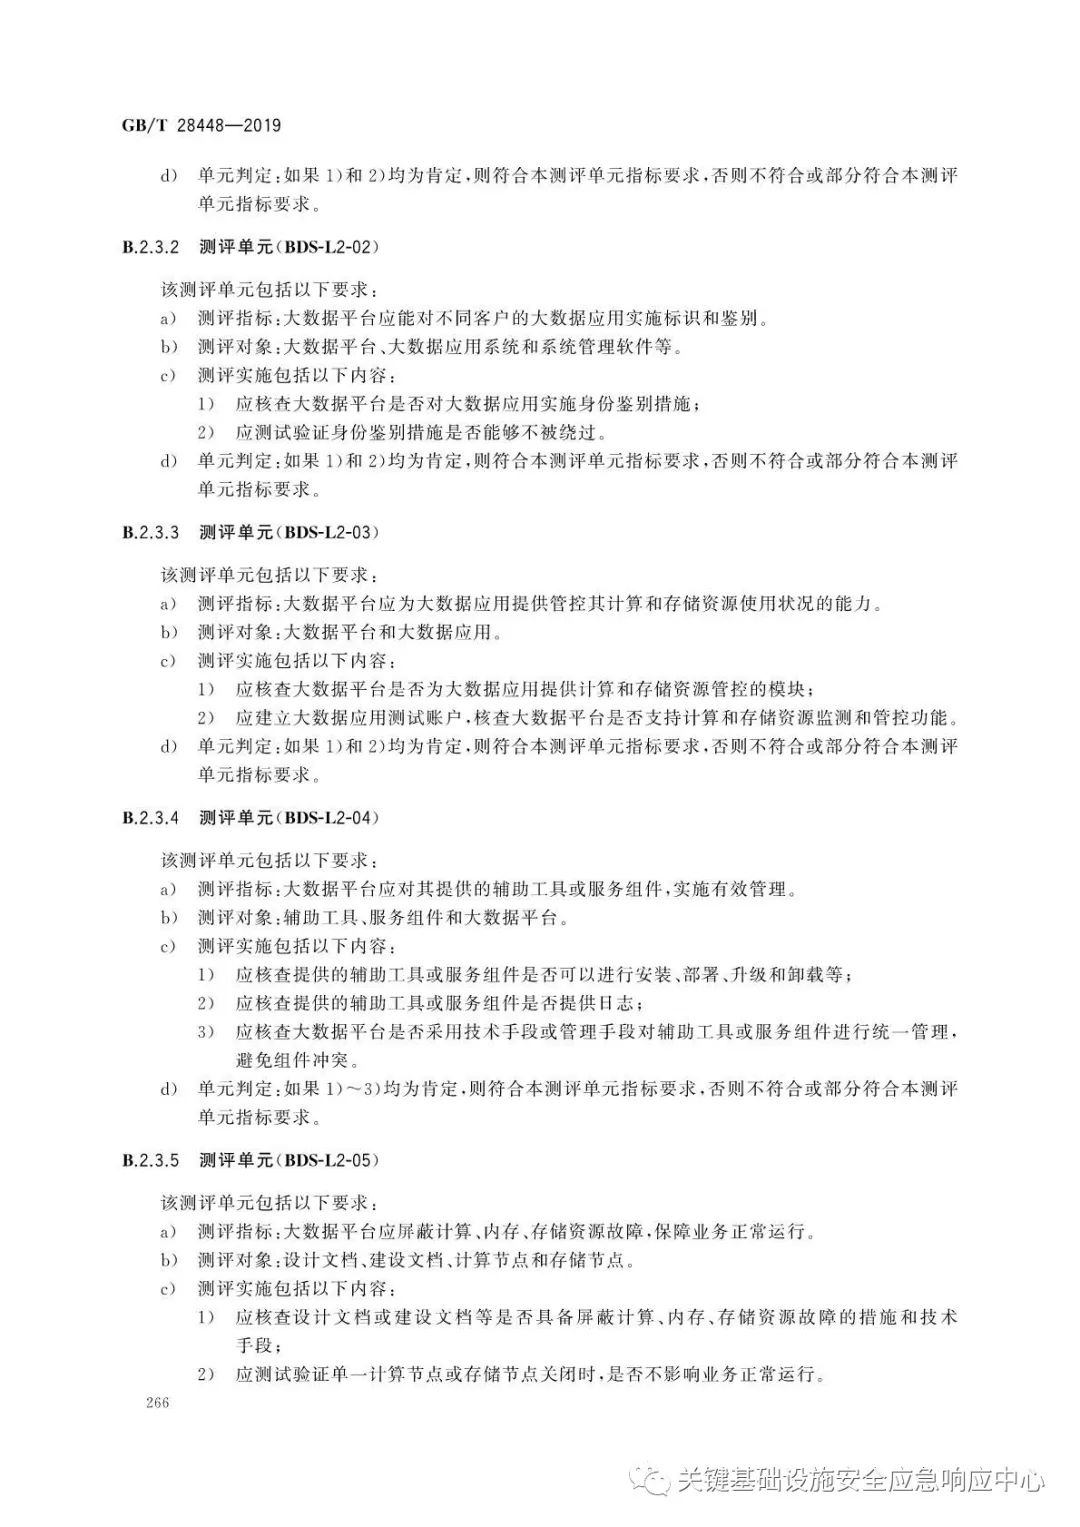 GB/T 28448—2019
d) 单元判定:如果1)和2)均为肯定,则符合本测评单元指标要求,否则不符合或部分符合本测评
单元指标要求。
B.2.3.2 测评单元(BDS-L2-02)
该测评单元包括以下要求:
a) 测评指标:大数据平台应能对不同客户的大数据应用实施标识和鉴别。
b) 测评对象:大数据平台、大数据应用系统和系统管理软件等。
c) 测评实施包括以下内容:
1) 应核查大数据平台是否对大数据应用实施身份鉴别措施;
2) 应测试验证身份鉴别措施是否能够不被绕过。
d) 单元判定:如果1)和2)均为肯定,则符合本测评单元指标要求,否则不符合或部分符合本测评
单元指标要求。
B.2.3.3 测评单元(BDS-L2-03)
该测评单元包括以下要求:
a) 测评指标:大数据平台应为大数据应用提供管控其计算和存储资源使用状况的能力。
b) 测评对象:大数据平台和大数据应用。
c) 测评实施包括以下内容:
1) 应核查大数据平台是否为大数据应用提供计算和存储资源管控的模块;
2) 应建立大数据应用测试账户,核查大数据平台是否支持计算和存储资源监测和管控功能。
d) 单元判定:如果1)和2)均为肯定,则符合本测评单元指标要求,否则不符合或部分符合本测评
单元指标要求。
B.2.3.4 测评单元(BDS-L2-04)
该测评单元包括以下要求:
a) 测评指标:大数据平台应对其提供的辅助工具或服务组件,实施有效管理。
b) 测评对象:辅助工具、服务组件和大数据平台。
c) 测评实施包括以下内容:
1) 应核查提供的辅助工具或服务组件是否可以进行安装、部署、升级和卸载等;
2) 应核查提供的辅助工具或服务组件是否提供日志;
3) 应核查大数据平台是否采用技术手段或管理手段对辅助工具或服务组件进行统一管理,
避免组件冲突。
d) 单元判定:如果1)～3)均为肯定,则符合本测评单元指标要求,否则不符合或部分符合本测评
单元指标要求。
B.2.3.5 测评单元(BDS-L2-05)
该测评单元包括以下要求:
a) 测评指标:大数据平台应屏蔽计算、内存、存储资源故障,保障业务正常运行。
b) 测评对象:设计文档、建设文档、计算节点和存储节点。
c) 测评实施包括以下内容:
1) 应核查设计文档或建设文档等是否具备屏蔽计算、内存、存储资源故障的措施和技术
手段;
2) 应测试验证单一计算节点或存储节点关闭时,是否不影响业务正常运行。
266
关键基础设施安全应急响应中心